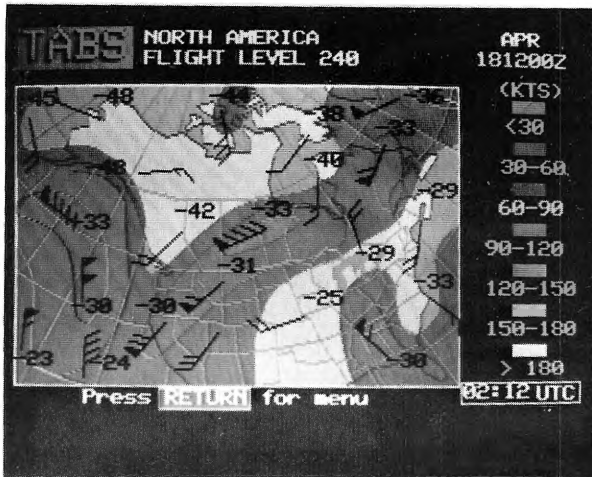 TABS
NORTH AMERICA
FLIGHT LEVEL 240
APR
181200Z
(KTS)
<30
30-60
60-90
90-120
120-150
150-180
> 180
-45 -48 -38 -36
-33
-43 -40
-42 -33 -29
-33
-31 -29
-33
-30 -30 -25
-23 -24 -30
Press RETURN for menu
02:12 UTC